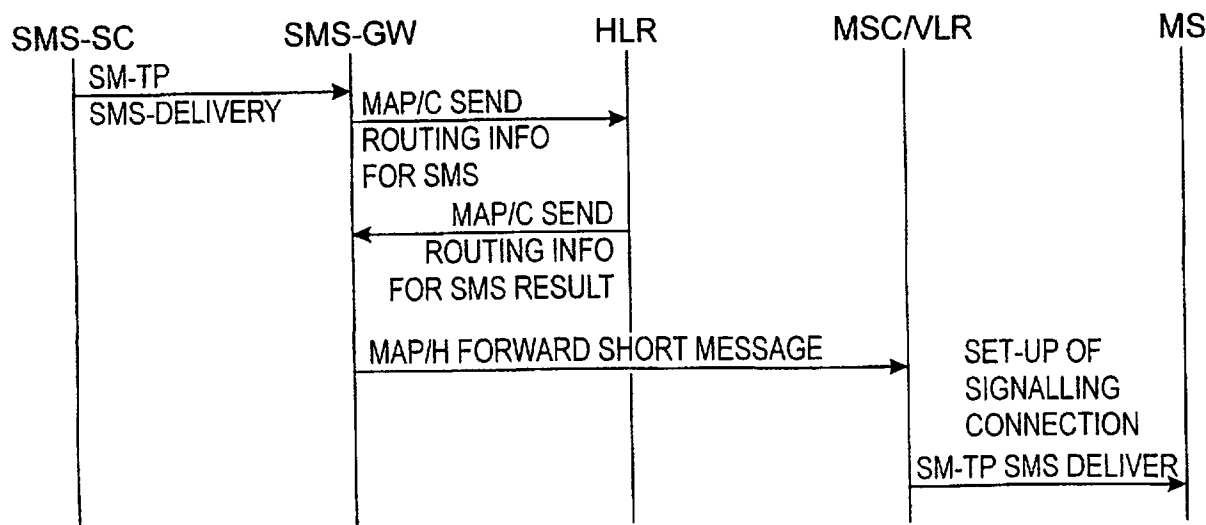 SMS-SC SMS-GW HLR MSC/VLR MS
SM-TP
SMS-DELIVERY
MAP/C SEND
ROUTING INFO
FOR SMS
MAP/C SEND
ROUTING INFO
FOR SMS RESULT
MAP/H FORWARD SHORT MESSAGE
SET-UP OF
SIGNALLING
CONNECTION
SM-TP SMS DELIVER